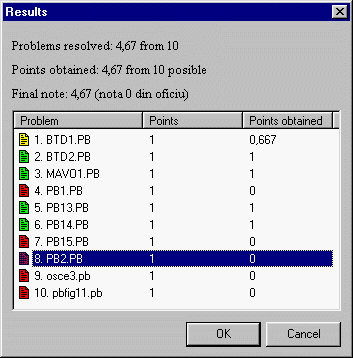 Results
Problems resolved: 4,67 from 10
Points obtained: 4,67 from 10 posible
Final note: 4,67 (nota 0 din oficiu)
Problem Points Points obtained
1. BTD1.PB 1 0,667
2. BTD2.PB 1 1
3. MAVO1.PB 1 1
4. PB1.PB 1 0
5. PB13.PB 1 1
6. PB14.PB 1 1
7. PB15.PB 1 0
8. PB2.PB 1 0
9. osce3.pb 1 0
10. pbfig11.pb 1 0
OK Cancel